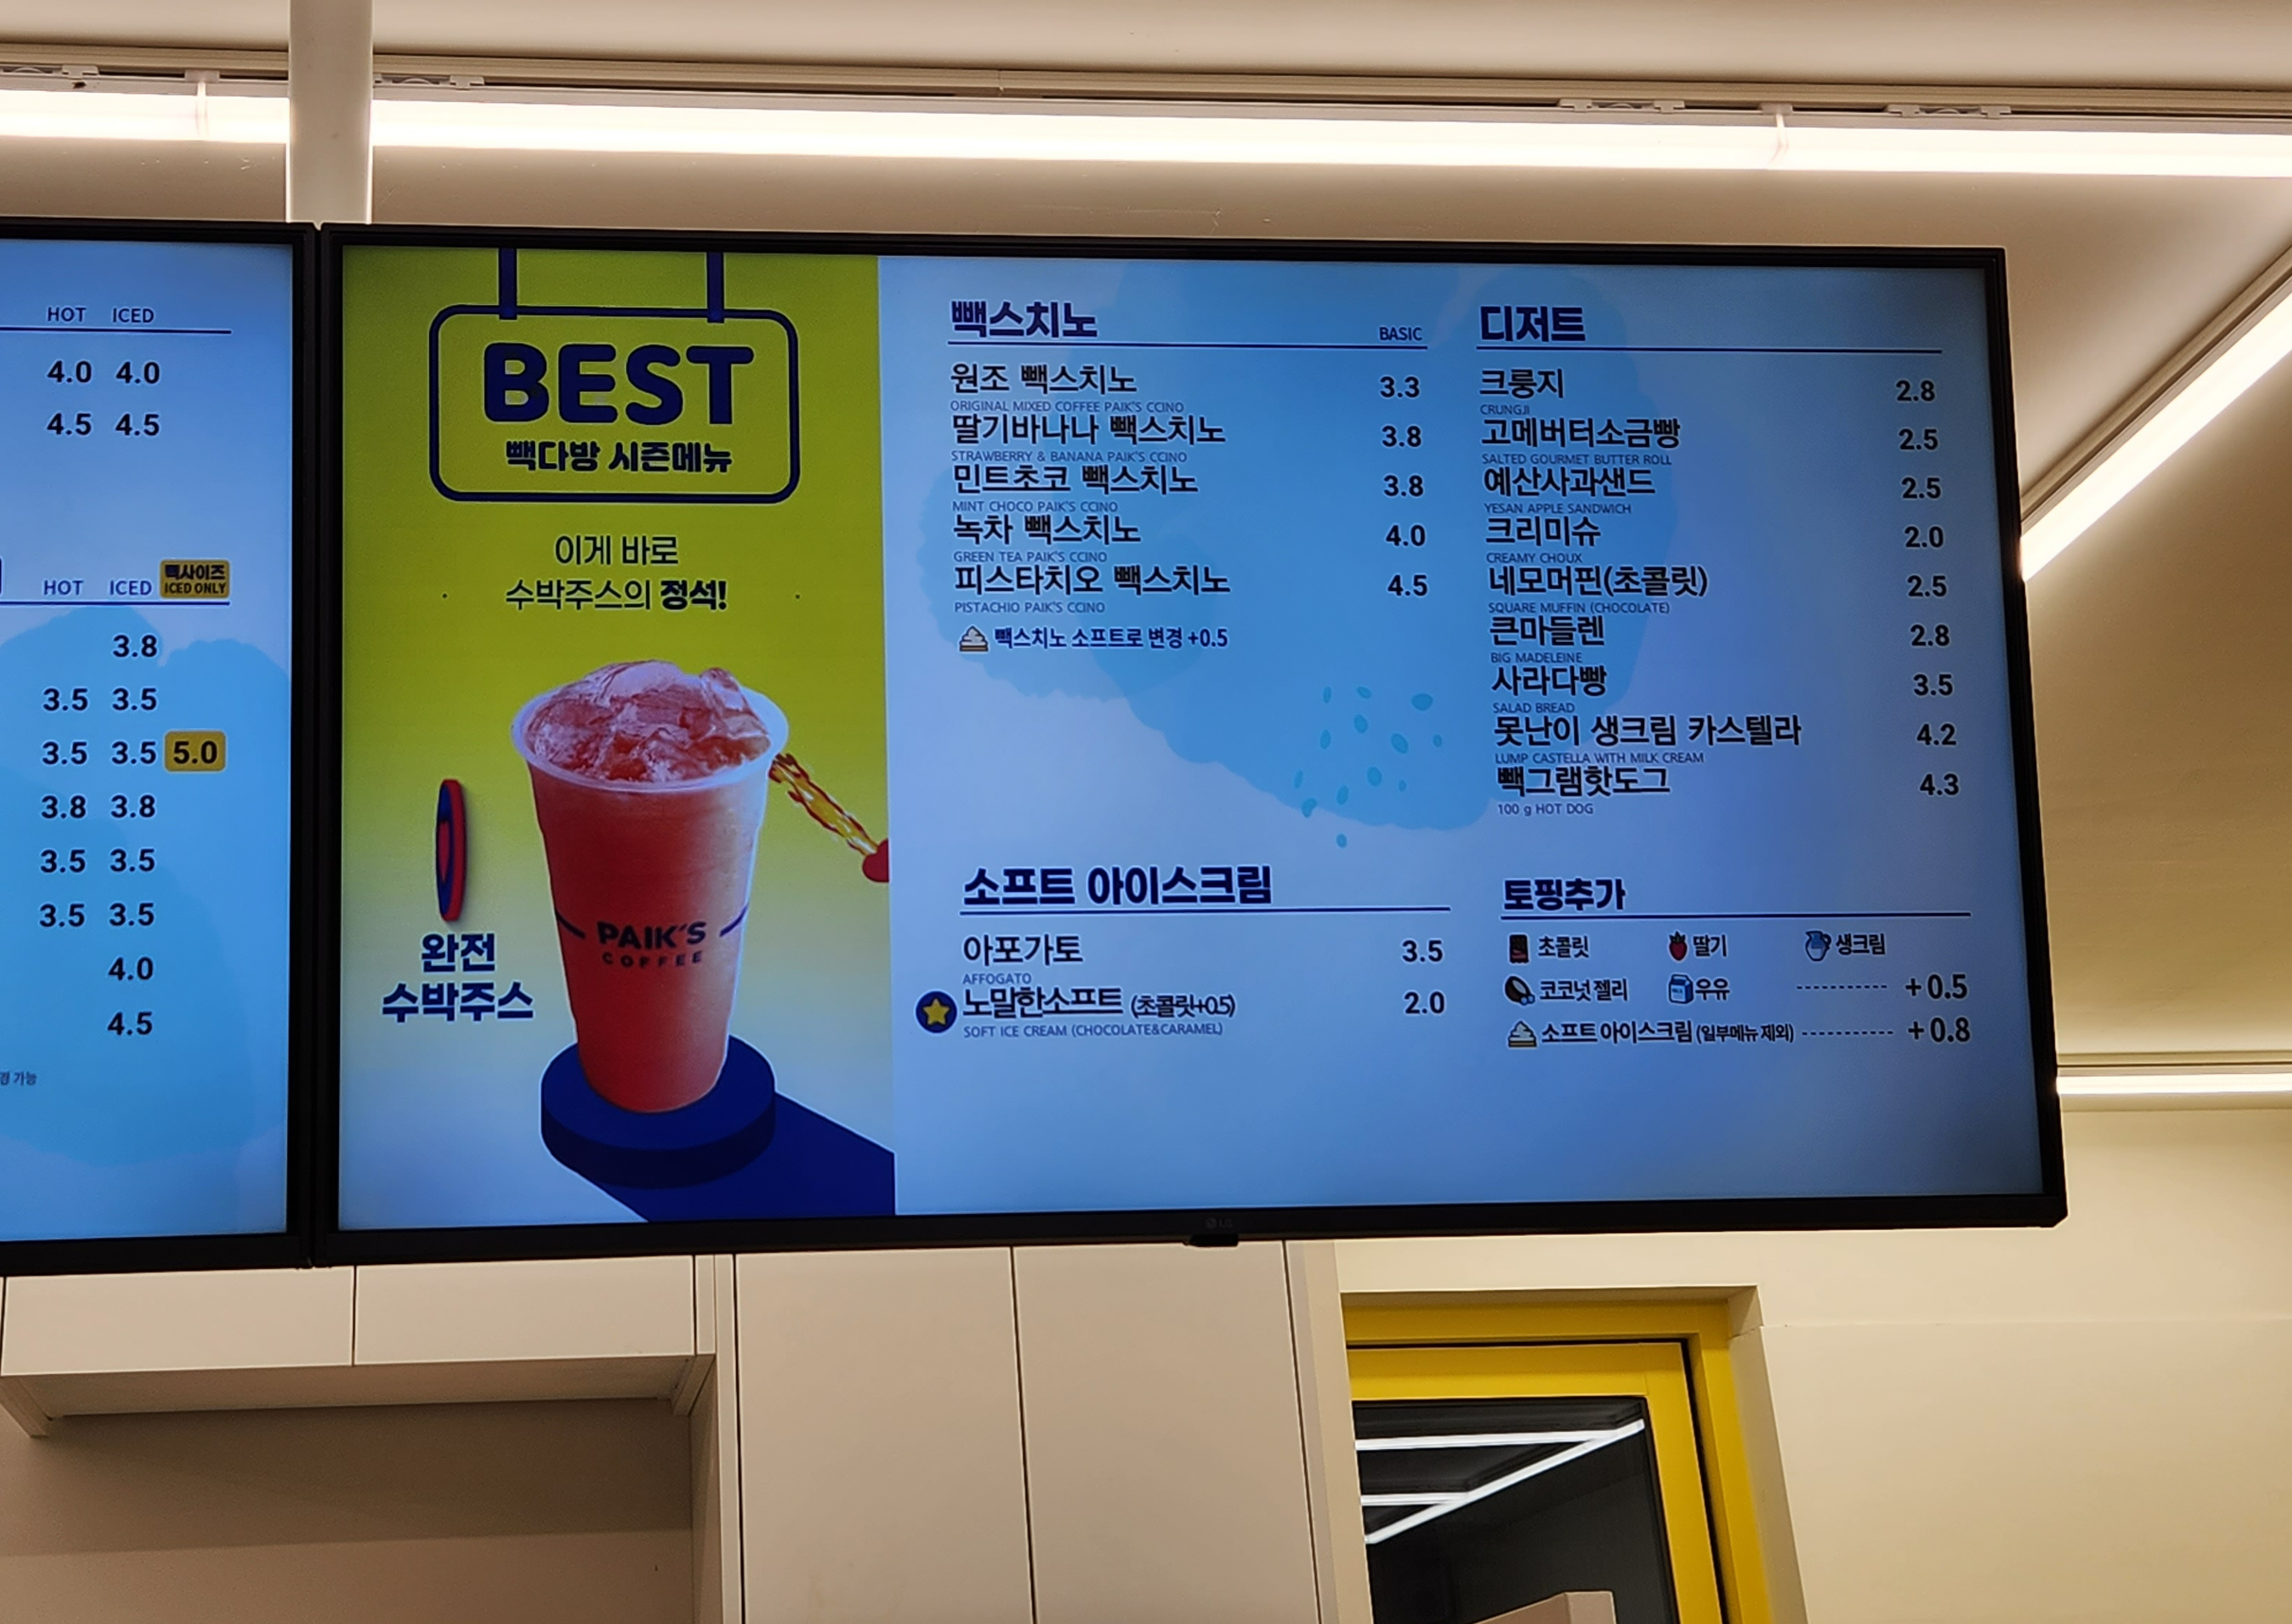 HOT ICED
4.0 4.0
4.5 4.5
HOT ICED 빽사이즈
ICED ONLY
3.8
3.5 3.5
3.5 3.5 5.0
3.8 3.8
3.5 3.5
3.5 3.5
4.0
4.5
경 가능
BEST
빽다방 시즌메뉴
이게 바로
수박주스의 정석!
완전
수박주스
PAIK'S
COFFEE
빽스치노 BASIC
원조 빽스치노 3.3
ORIGINAL MIXED COFFEE PAIK'S CCINO
딸기바나나 빽스치노 3.8
STRAWBERRY & BANANA PAIK'S CCINO
민트초코 빽스치노 3.8
MINT CHOCO PAIK'S CCINO
녹차 빽스치노 4.0
GREEN TEA PAIK'S CCINO
피스타치오 빽스치노 4.5
PISTACHIO PAIK'S CCINO
빽스치노 소프트로 변경 +0.5
소프트 아이스크림
아포가토 3.5
AFFOGATO
노말한소프트 (초콜릿+0.5) 2.0
SOFT ICE CREAM (CHOCOLATE&CARAMEL)
디저트
크룽지 2.8
CRUNGJI
고메버터소금빵 2.5
SALTED GOURMET BUTTER ROLL
예산사과샌드 2.5
YESAN APPLE SANDWICH
크리미슈 2.0
CREAMY CHOUX
네모머핀(초콜릿) 2.5
SQUARE MUFFIN (CHOCOLATE)
큰마들렌 2.8
BIG MADELEINE
사라다빵 3.5
SALAD BREAD
못난이 생크림 카스텔라 4.2
LUMP CASTELLA WITH MILK CREAM
빽그램핫도그 4.3
100 g HOT DOG
토핑추가
초콜릿 딸기 생크림
코코넛 젤리 우유 ---------- +0.5
소프트 아이스크림 (일부메뉴 제외) ---------- +0.8
LG